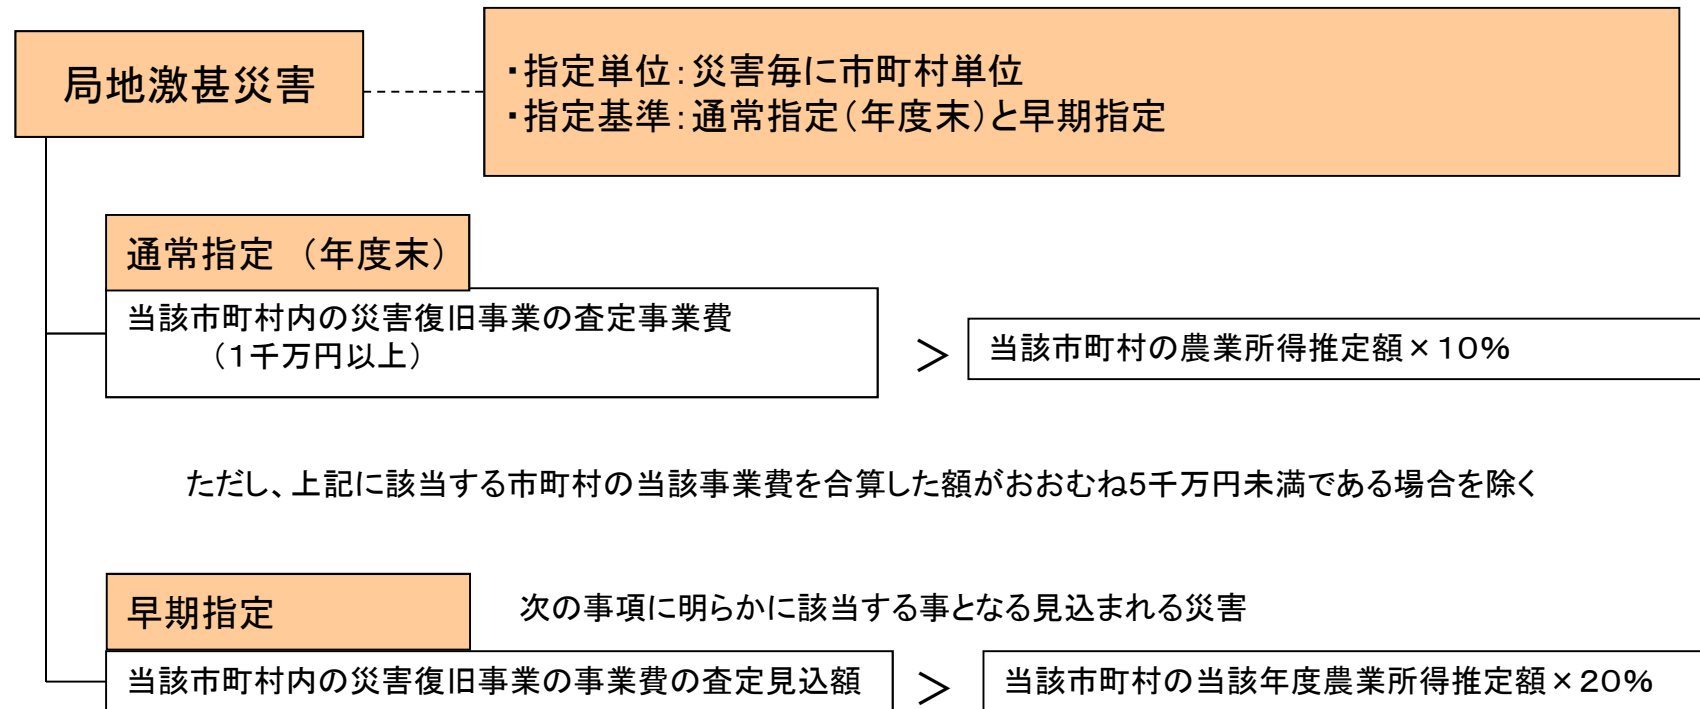 局地激甚災害
・指定単位：災害毎に市町村単位
・指定基準：通常指定（年度末）と早期指定
通常指定　（年度末）
当該市町村内の災害復旧事業の査定事業費
（１千万円以上）
＞
当該市町村の農業所得推定額×１０％
ただし、上記に該当する市町村の当該事業費を合算した額がおおむね5千万円未満である場合を除く
早期指定
次の事項に明らかに該当する事となる見込まれる災害
当該市町村内の災害復旧事業の事業費の査定見込額
＞
当該市町村の当該年度農業所得推定額×２０％